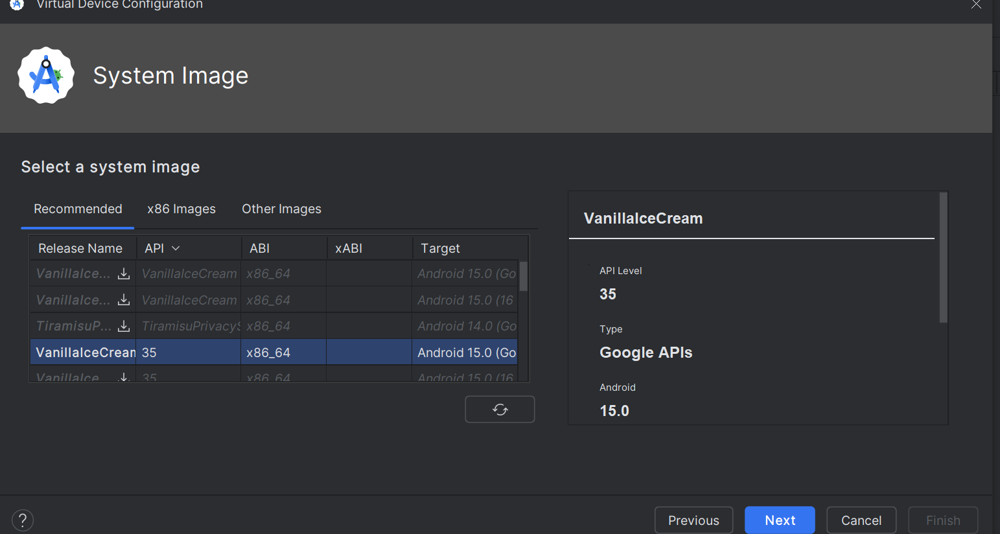 Virtual Device Configuration
System Image
Select a system image
Recommended x86 Images Other Images
Release Name API ABI xABI Target
VanillaIce... VanillaIceCream x86_64 Android 15.0 (Go
VanillaIce... VanillaIceCream x86_64 Android 15.0 (16
TiramisuP... TiramisuPrivacyS x86_64 Android 14.0 (Go
VanillaIceCream 35 x86_64 Android 15.0 (Go
VanillaIce 35 x86_64 Android 15.0 (16
VanillaIceCream
API Level
35
Type
Google APIs
Android
15.0
?
Previous Next Cancel Finish